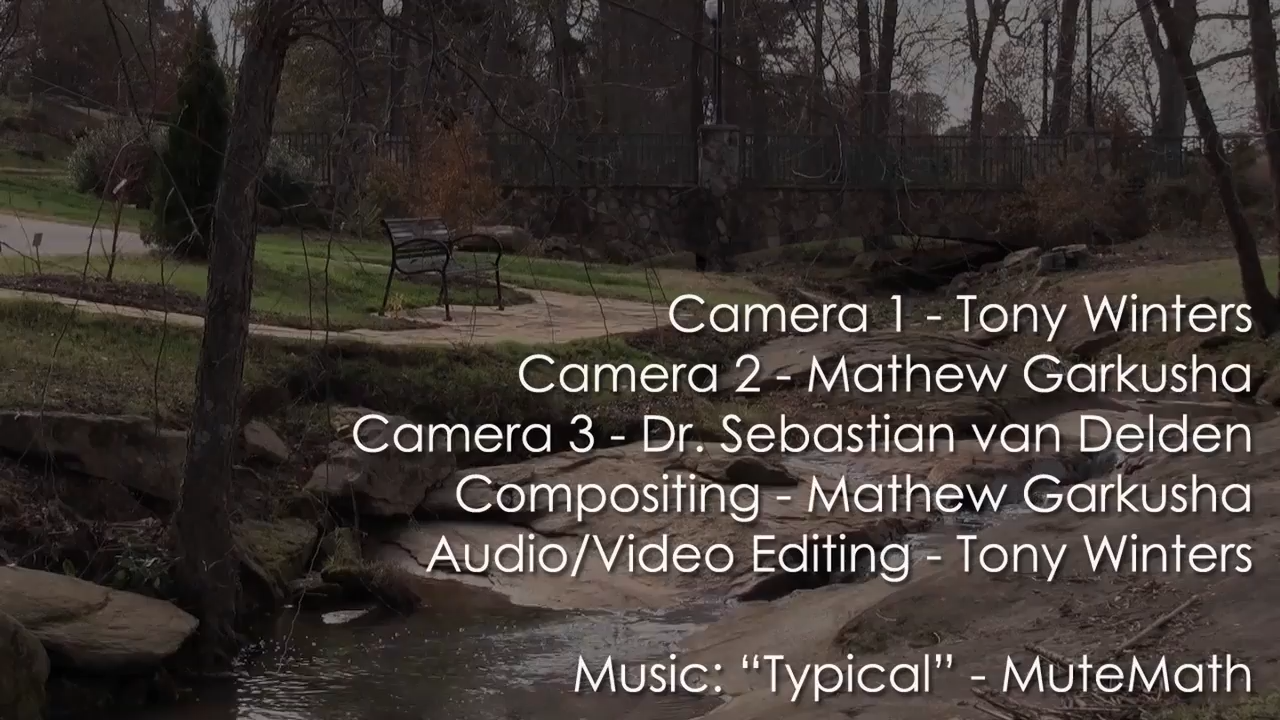 Camera 1 - Tony Winters
Camera 2 - Mathew Garkusha
Camera 3 - Dr. Sebastian van Delden
Compositing - Mathew Garkusha
Audio/Video Editing - Tony Winters
Music: “Typical” - MuteMath